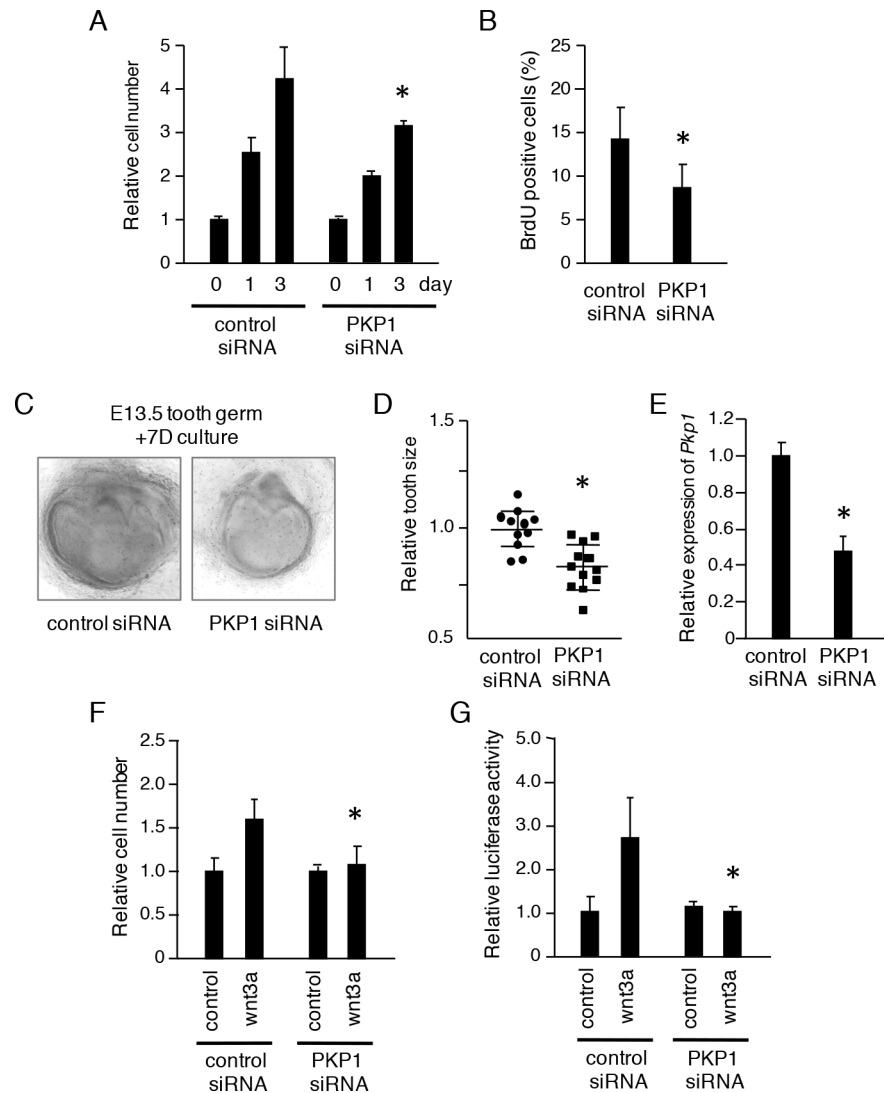 A
Relative cell number
5
4
3
2
1
0
*
0 1 3 0 1 3 day
control
siRNA
PKP1
siRNA
B
BrdU positive cells (%)
25
20
15
10
5
0
*
control
siRNA
PKP1
siRNA
C
E13.5 tooth germ
+7D culture
control siRNA
PKP1 siRNA
D
Relative tooth size
1.5
1.0
0.5
*
control
siRNA
PKP1
siRNA
E
Relative expression of Pkp1
1.2
1.0
0.8
0.6
0.4
0.2
0
*
control
siRNA
PKP1
siRNA
F
Relative cell number
2.5
2.0
1.5
1.0
0.5
0
*
control
wnt3a
control
wnt3a
control
siRNA
PKP1
siRNA
G
Relative luciferase activity
5.0
4.0
3.0
2.0
1.0
0
*
control
wnt3a
control
wnt3a
control
siRNA
PKP1
siRNA